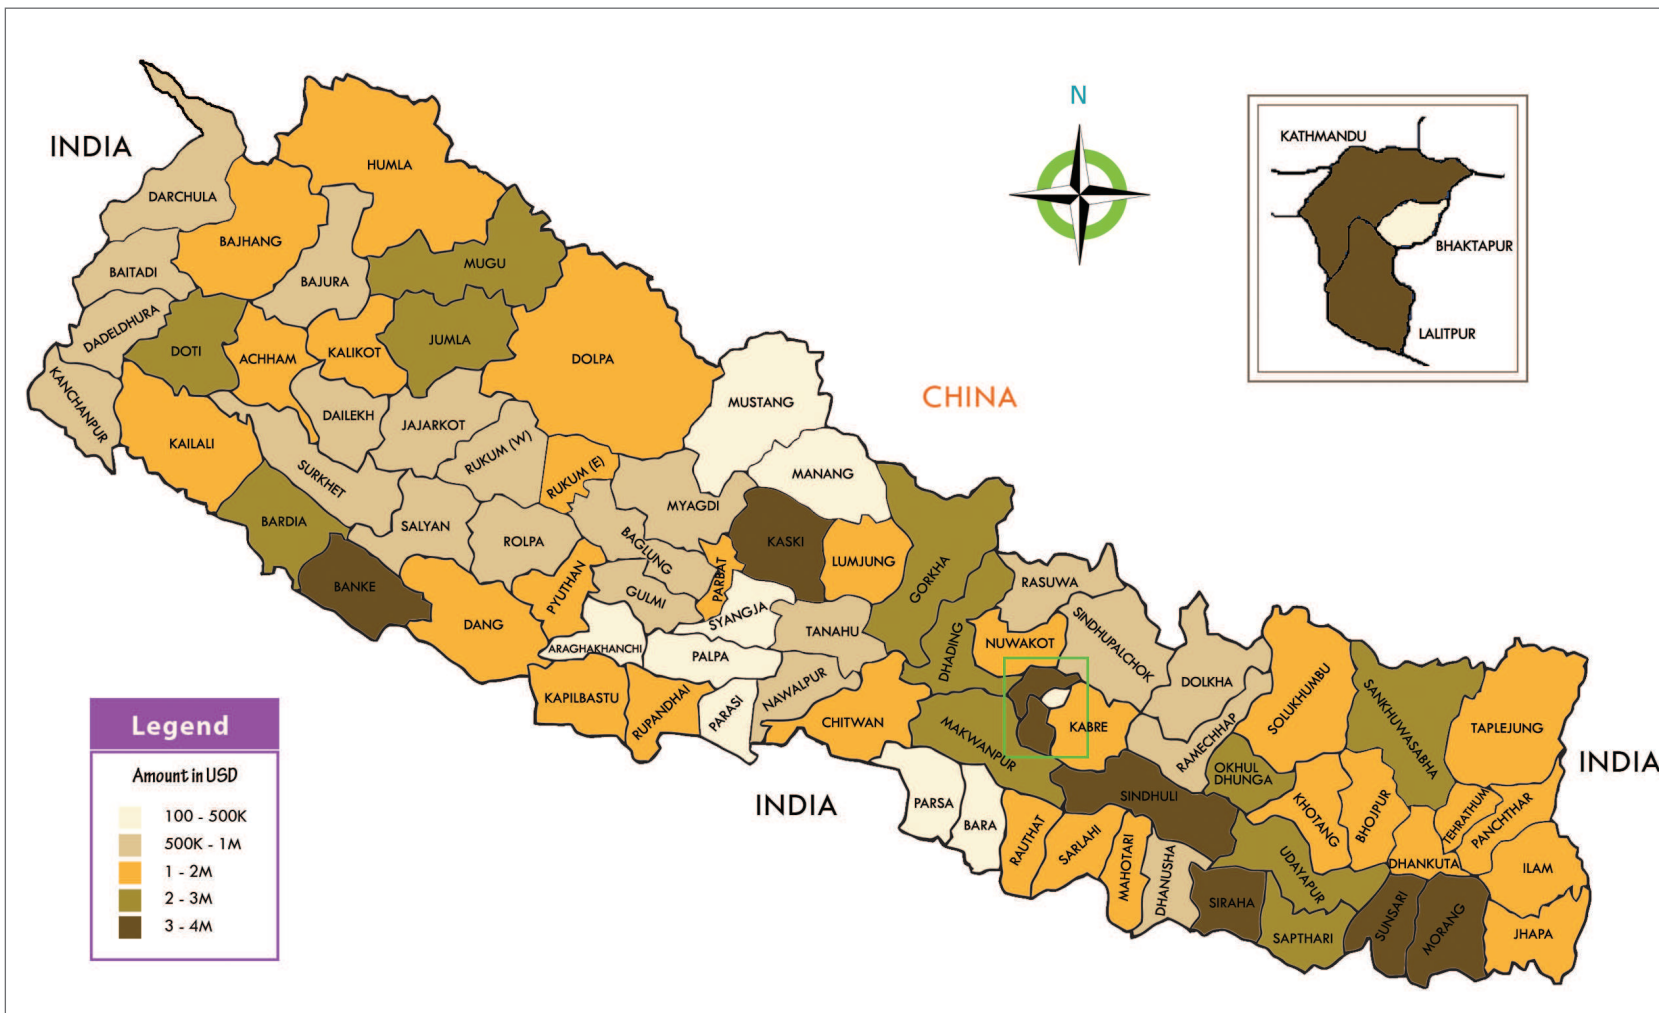 N
INDIA
HUMLA
DARCHULA
BAJHANG
MUGU
BAITADI
BAJURA
DADELDHURA
DOTI
ACHHAM
KALIKOT
JUMLA
DOLPA
KANCHANPUR
KAILALI
DAILEKH
JAJARKOT
RUKUM (W)
RUKUM (E)
SURKHET
MUSTANG
CHINA
MANANG
MYAGDI
BARDIA
SALYAN
ROLPA
BAGLUNG
KASKI
LUMJUNG
GORKHA
BANKE
DANG
PYUTHAN
GULMI
PARBAT
SYANGJA
TANAHU
ARAGHAKHANCHI
PALPA
KAPILBASTU
RUPANDHAI
PARASI
NAWALPUR
CHITWAN
DHADING
RASUWA
NUWAKOT
SINDHUPALCHOK
DOLKHA
KABRE
MAKWANPUR
RAMECHHAP
SOLUKHUMBU
SANKHUWASABHA
TAPLEJUNG
INDIA
OKHUL
DHUNGA
SINDHULI
PARSA
BARA
RAUTHAT
SARLAHI
MAHOTARI
DHANUSHA
SIRAHA
UDAYAPUR
SAPTHARI
KHOTANG
BHOJPUR
DHANKUTA
TEHRATHUM
PANCHTHAR
ILAM
SUNSARI
MORANG
JHAPA
INDIA
KATHMANDU
BHAKTAPUR
LALITPUR
Legend
Amount in USD
100 - 500K
500K - 1M
1 - 2M
2 - 3M
3 - 4M